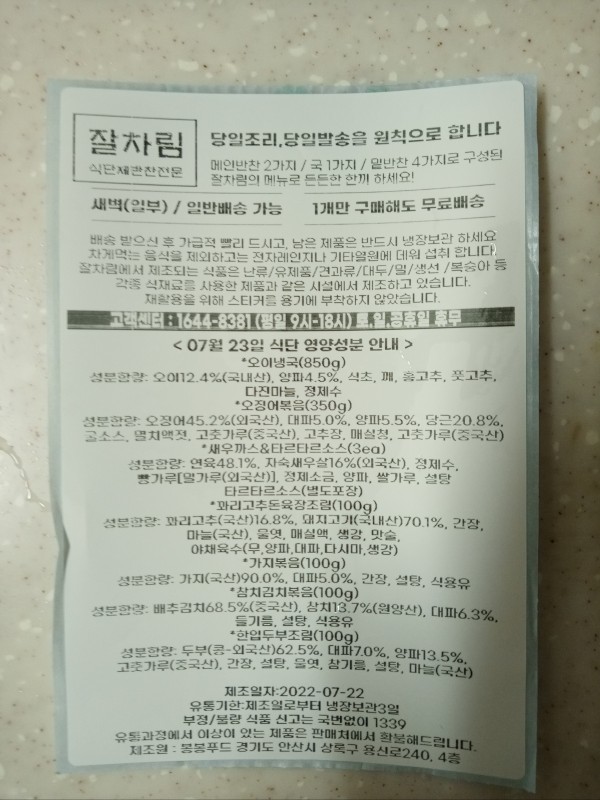 잘차림
식단제반찬전문
당일조리,당일발송을 원칙으로 합니다
메인반찬 2가지 / 국 1가지 / 밑반찬 4가지로 구성된
잘차림의 메뉴로 든든한 한끼 하세요!
새벽(일부) / 일반배송 가능
1개만 구매해도 무료배송
배송 받으신 후 가급적 빨리 드시고, 남은 제품은 반드시 냉장보관 하세요
차게먹는 음식을 제외하고는 전자레인지나 기타열원에 데워 섭취 합니다.
잘차림에서 제조되는 식품은 난류/유제품/견과류/대두/밀/생선 /복숭아 등
각종 식재료를 사용한 제품과 같은 시설에서 제조하고 있습니다.
재활용을 위해 스티커를 용기에 부착하지 않았습니다.
고객센터 : 1644-8381 (평일 9시-18시) 토,일,공휴일 휴무
< 07월 23일 식단 영양성분 안내 >
*오이냉국(850g)
성분함량: 오이12.4%(국내산), 양파4.5%, 식초, 깨, 홍고추, 풋고추,
다진마늘, 정제수
*오징어볶음(350g)
성분함량: 오징어45.2%(외국산), 대파5.0%, 양파5.5%, 당근20.8%,
굴소스, 멸치액젓, 고춧가루(중국산), 고추장, 매실청, 고춧가루(중국산)
*새우까스&타르타르소스(3ea)
성분함량: 연육48.1%, 자숙새우살16%(외국산), 정제수,
빵가루[밀가루(외국산)], 정제소금, 양파, 쌀가루, 설탕
타르타르소스(별도포장)
*꽈리고추돈육장조림(100g)
성분함량: 꽈리고추(국산)16.8%, 돼지고기(국내산)70.1%, 간장,
마늘(국산), 물엿, 매실액, 생강, 맛술,
야채육수(무,양파,대파,다시마,생강)
*가지볶음(100g)
성분함량: 가지(국산)90.0%, 대파5.0%, 간장, 설탕, 식용유
*참치김치볶음(100g)
성분함량: 배추김치68.5%(중국산), 참치13.7%(원양산), 대파6.3%,
들기름, 설탕, 식용유
*한입두부조림(100g)
성분함량: 두부(콩-외국산)62.5%, 대파7.0%, 양파13.5%,
고춧가루(중국산), 간장, 설탕, 물엿, 참기름, 설탕, 마늘(국산)
제조일자:2022-07-22
유통기한:제조일로부터 냉장보관3일
부정/불량 식품 신고는 국번없이 1339
유통과정에서 이상이 있는 제품은 판매처에서 환불해드립니다.
제조원 : 봉봉푸드 경기도 안산시 상록구 용신로240, 4층